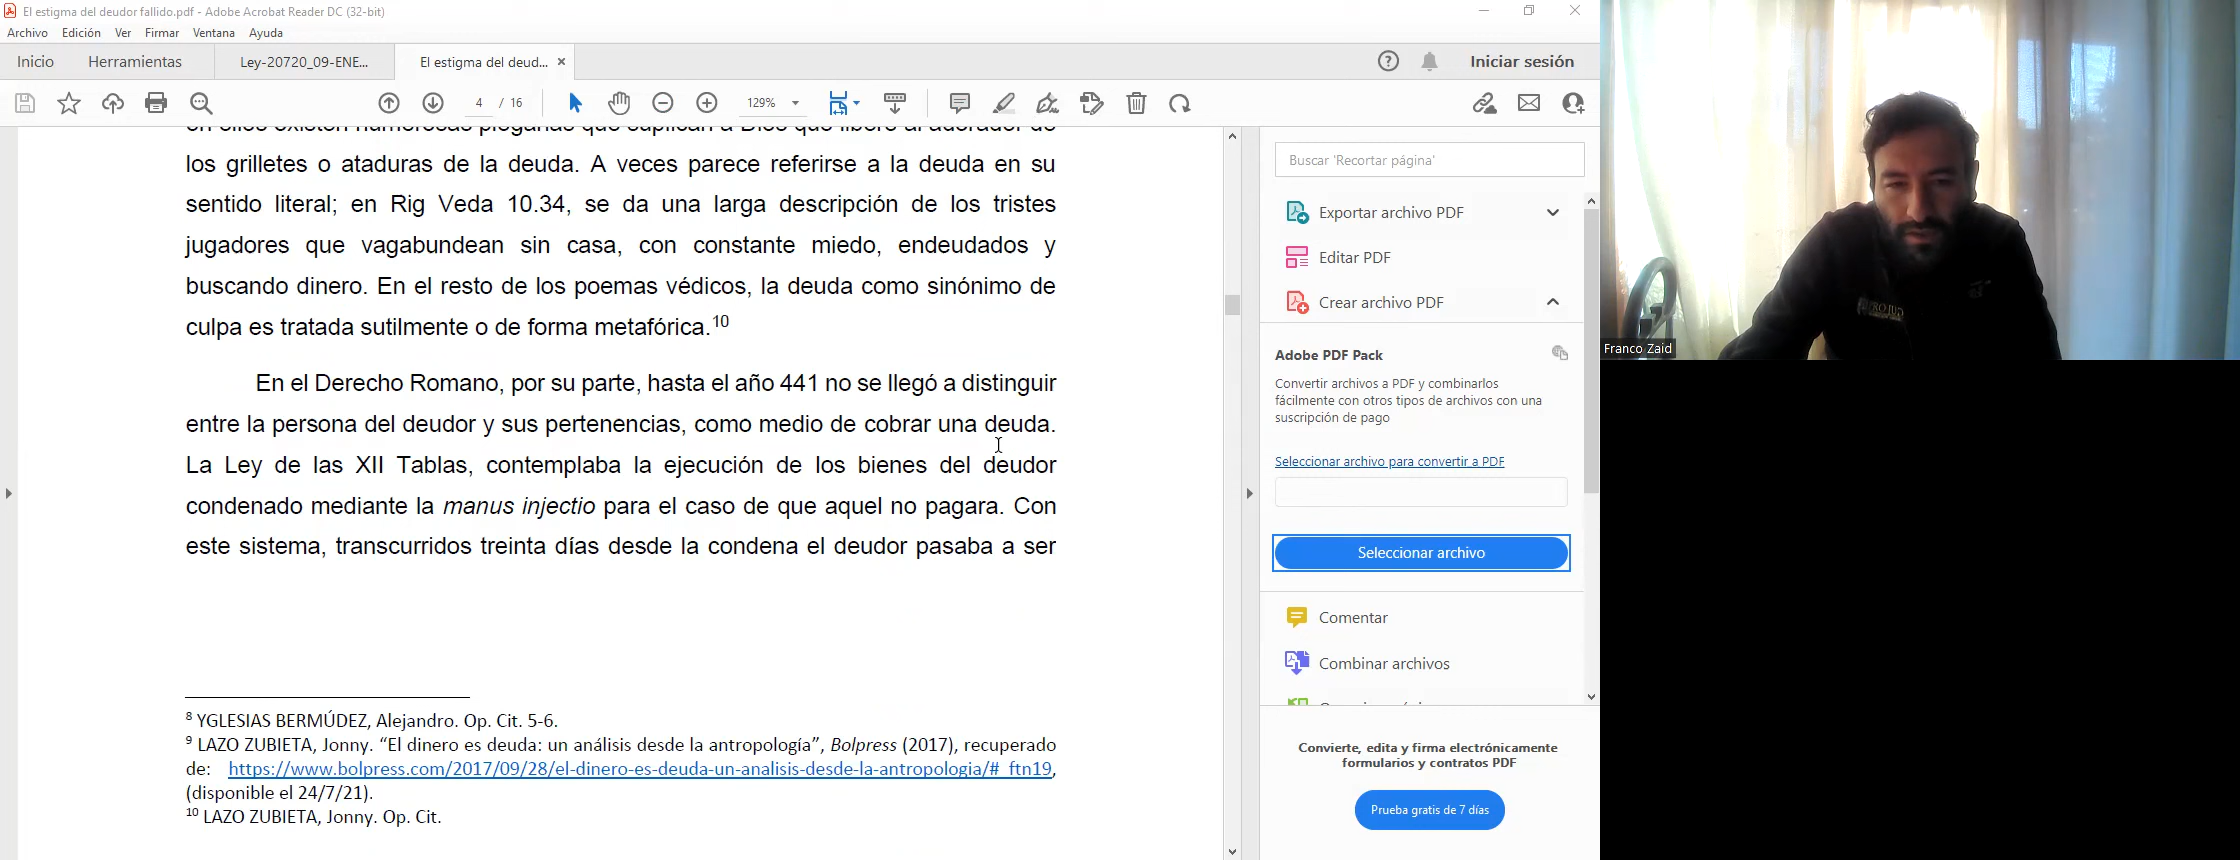 El estigma del deudor fallido.pdf - Adobe Acrobat Reader DC (32-bit)
Archivo Edición Ver Firmar Ventana Ayuda
Inicio Herramientas Ley-20720_09-ENE... El estigma del deud... × Iniciar sesión
4 / 16 129%
en ellos existen numerosas plegarias que suplican a Dios que libere al adorador de
los grilletes o ataduras de la deuda. A veces parece referirse a la deuda en su
sentido literal; en Rig Veda 10.34, se da una larga descripción de los tristes
jugadores que vagabundean sin casa, con constante miedo, endeudados y
buscando dinero. En el resto de los poemas védicos, la deuda como sinónimo de
culpa es tratada sutilmente o de forma metafórica.10
En el Derecho Romano, por su parte, hasta el año 441 no se llegó a distinguir
entre la persona del deudor y sus pertenencias, como medio de cobrar una deuda.
La Ley de las XII Tablas, contemplaba la ejecución de los bienes del deudor
condenado mediante la manus injectio para el caso de que aquel no pagara. Con
este sistema, transcurridos treinta días desde la condena el deudor pasaba a ser
8 YGLESIAS BERMÚDEZ, Alejandro. Op. Cit. 5-6.
9 LAZO ZUBIETA, Jonny. “El dinero es deuda: un análisis desde la antropología”, Bolpress (2017), recuperado
de: https://www.bolpress.com/2017/09/28/el-dinero-es-deuda-un-analisis-desde-la-antropologia/#_ftn19,
(disponible el 24/7/21).
10 LAZO ZUBIETA, Jonny. Op. Cit.
Buscar 'Recortar página'
Exportar archivo PDF
Editar PDF
Crear archivo PDF
Adobe PDF Pack
Convertir archivos a PDF y combinarlos
fácilmente con otros tipos de archivos con una
suscripción de pago
Seleccionar archivo para convertir a PDF
Seleccionar archivo
Comentar
Combinar archivos
Convierte, edita y firma electrónicamente
formularios y contratos PDF
Prueba gratis de 7 días
Franco Zaid